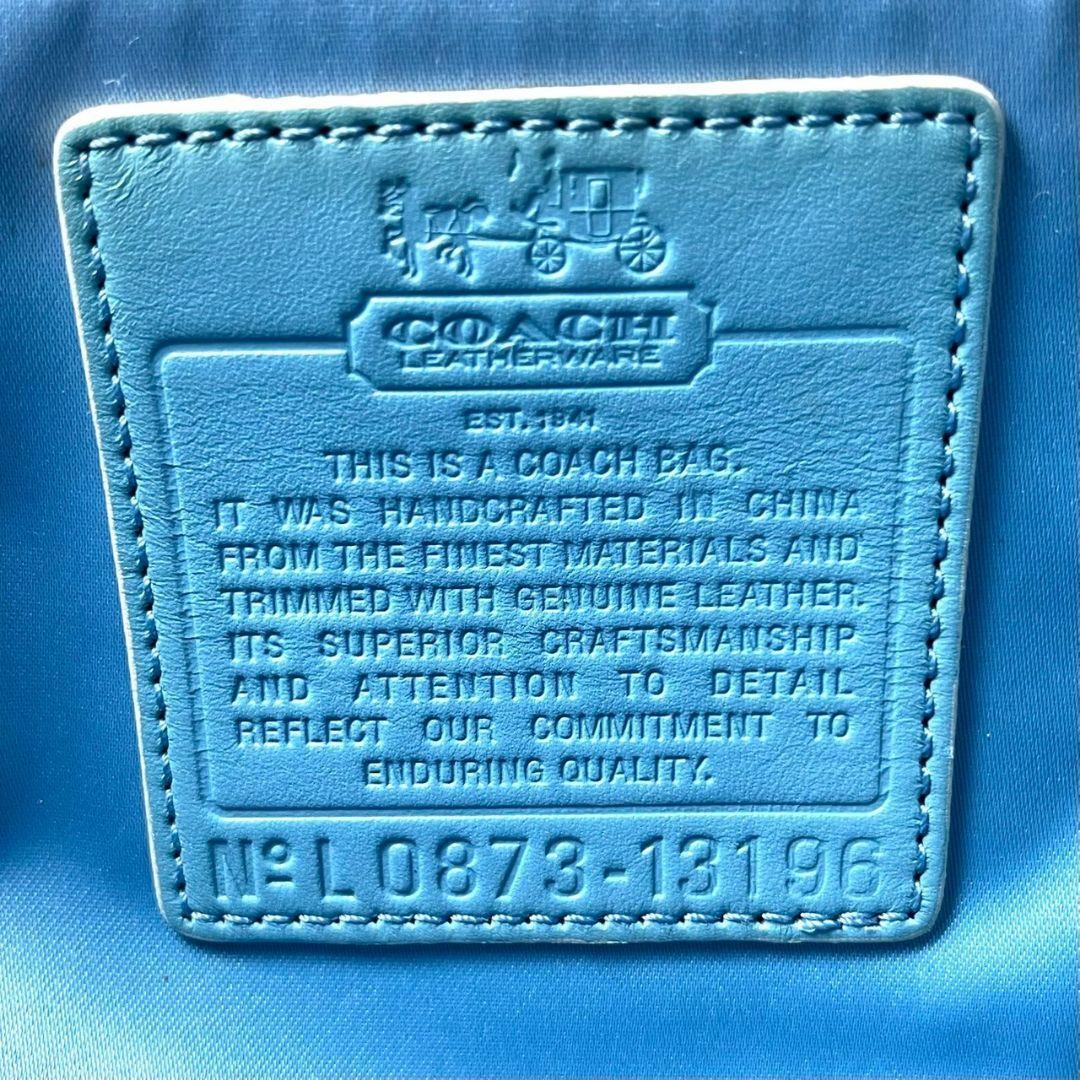 COACH
LEATHERWARE
EST. 1941
THIS IS A COACH BAG.
IT WAS HANDCRAFTED IN CHINA
FROM THE FINEST MATERIALS AND
TRIMMED WITH GENUINE LEATHER.
ITS SUPERIOR CRAFTSMANSHIP
AND ATTENTION TO DETAIL
REFLECT OUR COMMITMENT TO
ENDURING QUALITY.
Nº L0873-13196